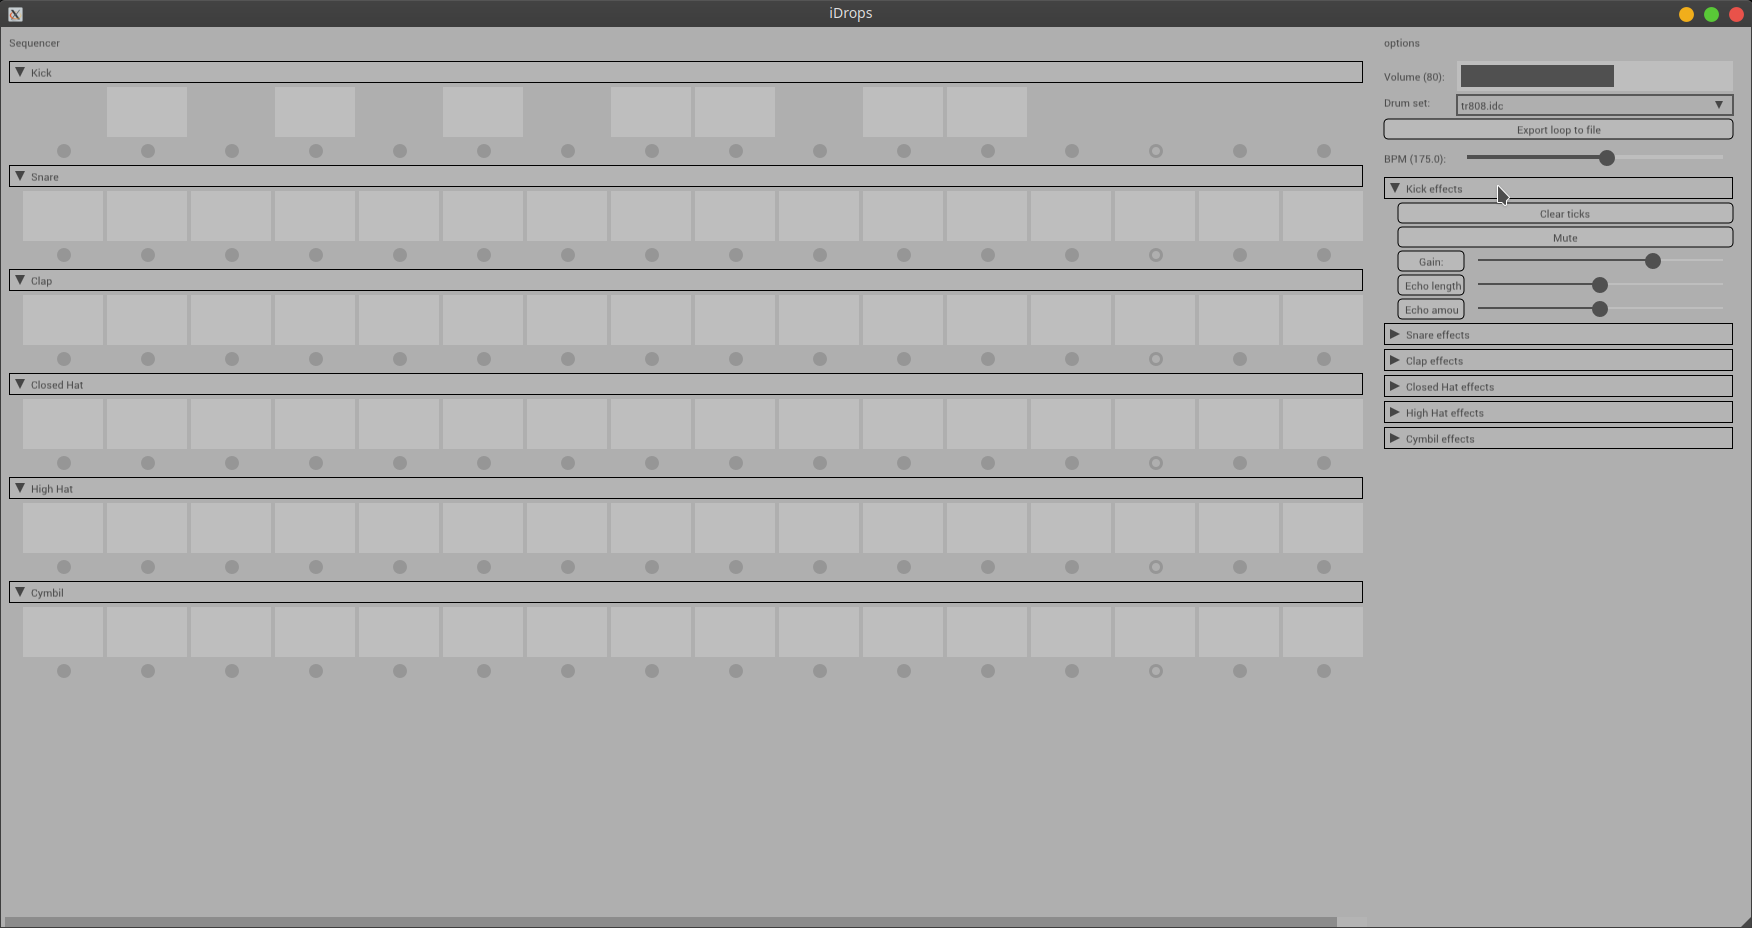 iDrops
Sequencer
Kick
Snare
Clap
Closed Hat
High Hat
Cymbil
options
Volume (80):
Drum set:
tr808.idc
Export loop to file
BPM (175.0):
Kick effects
Clear ticks
Mute
Gain:
Echo length
Echo amou
Snare effects
Clap effects
Closed Hat effects
High Hat effects
Cymbil effects